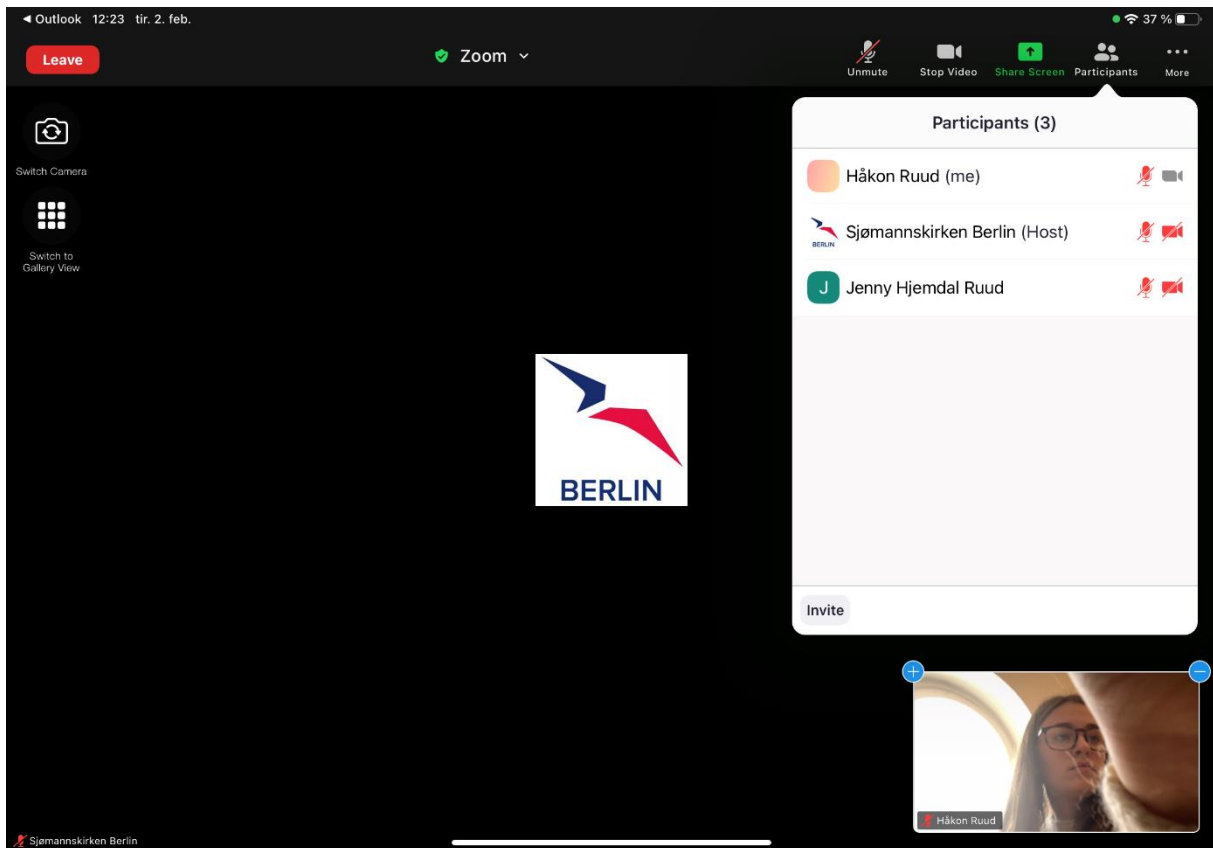 Outlook 12:23 tir. 2. feb.
37 %
Leave
Zoom
Unmute
Stop Video
Share Screen
Participants
More
Switch Camera
Switch to
Gallery View
Participants (3)
Håkon Ruud (me)
BERLIN
Sjømannskirken Berlin (Host)
J
Jenny Hjemdal Ruud
Invite
BERLIN
Håkon Ruud
Sjømannskirken Berlin